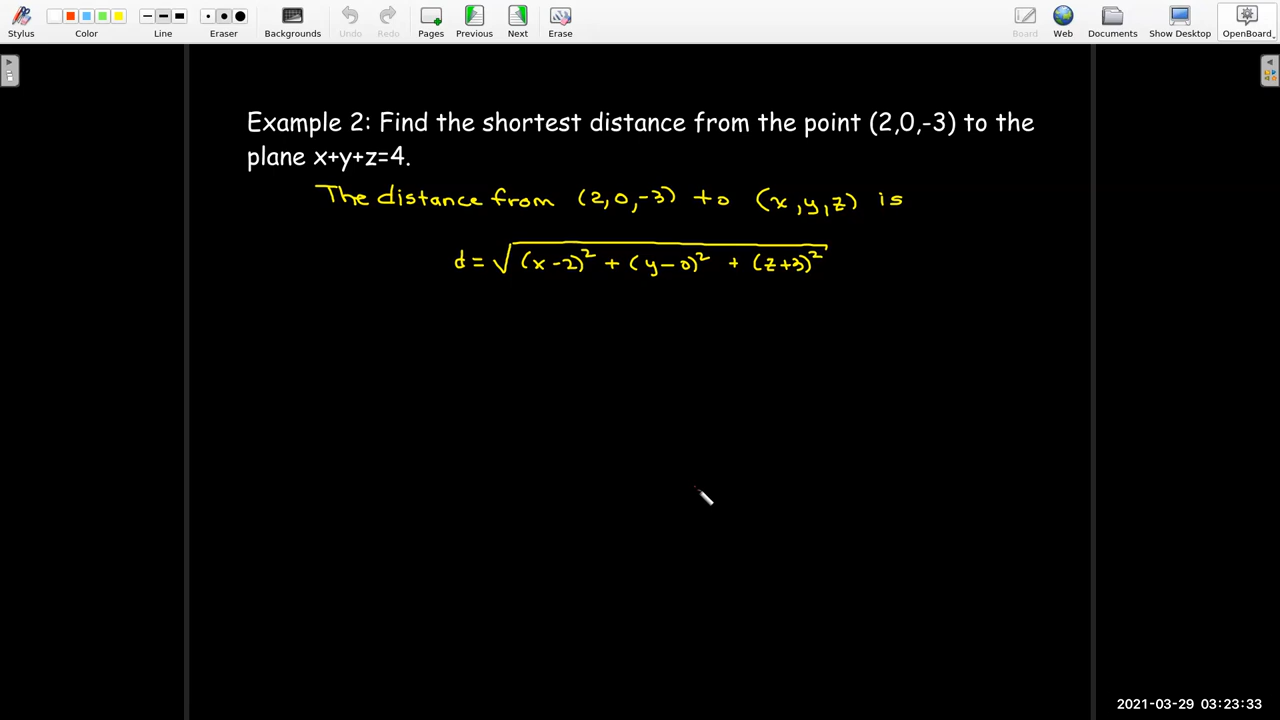 Stylus Color Line Eraser Backgrounds Undo Redo Pages Previous Next Erase Board Web Documents Show Desktop OpenBoard
Example 2: Find the shortest distance from the point (2,0,-3) to the
plane x+y+z=4.
The distance from (2,0,-3) to (x,y,z) is
d = √(x-2)² + (y-0)² + (z+3)²
2021-03-29 03:23:33